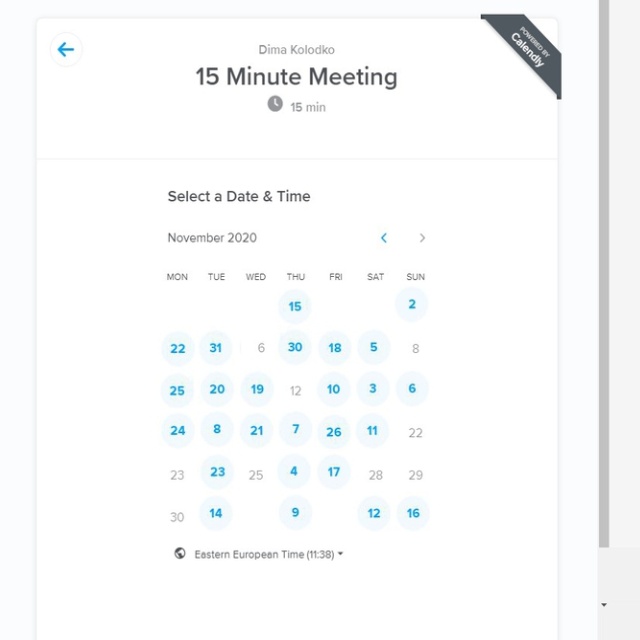 POWERED BY
Calendly
Dima Kolodko
15 Minute Meeting
15 min
Select a Date & Time
November 2020
MON TUE WED THU FRI SAT SUN
15 2
22 31 6 30 18 5 8
25 20 19 12 10 3 6
24 8 21 7 26 11 22
23 23 25 4 17 28 29
30 14 9 12 16
Eastern European Time (11:38)